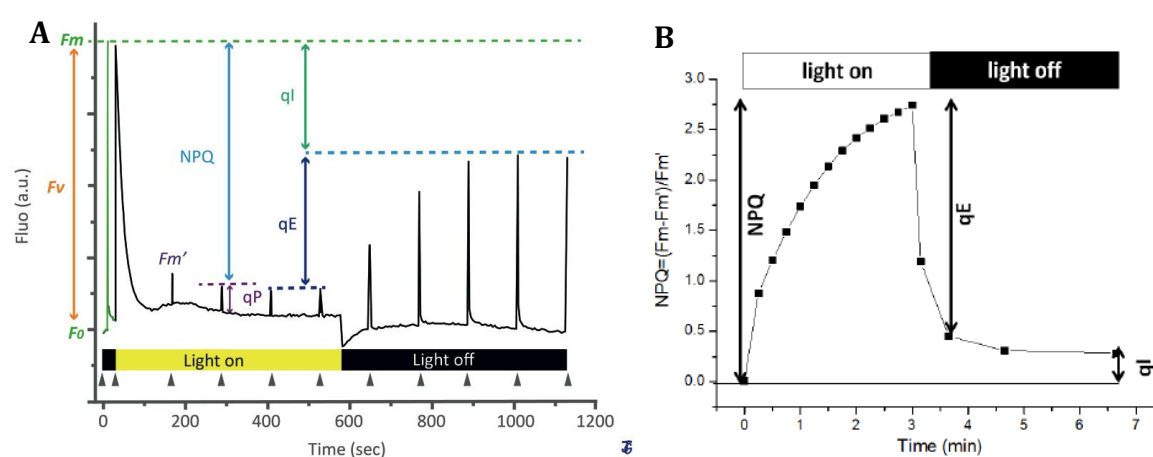 A
Fm
Fv
F0
Fluo (a.u.)
NPQ
qI
qE
Fm'
qP
Light on
Light off
0 200 400 600 800 1000 1200
Time (sec)
B
light on
light off
3.0
2.5
2.0
1.5
1.0
0.5
0.0
NPQ=(Fm-Fm')/Fm'
NPQ
qE
qI
0 1 2 3 4 5 6 7
Time (min)